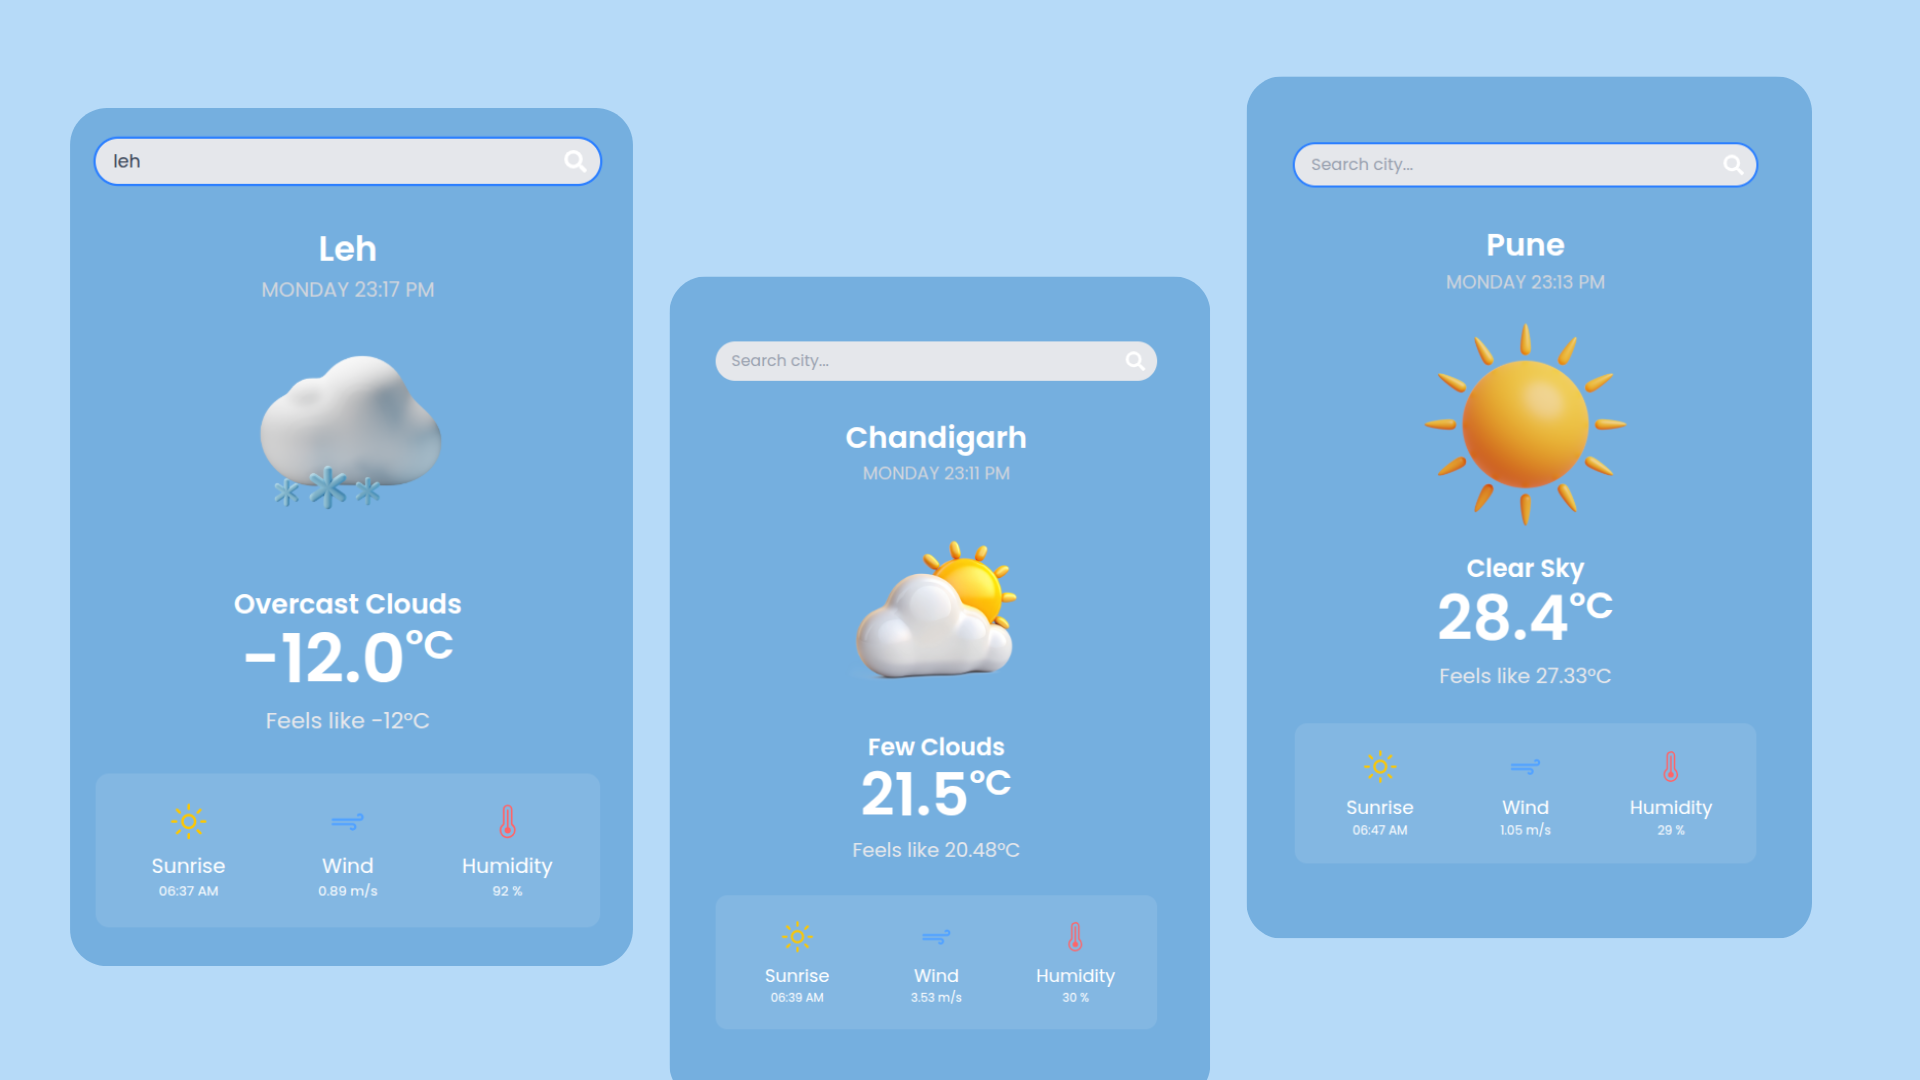 leh
Leh
MONDAY 23:17 PM
Overcast Clouds
-12.0°C
Feels like -12°C
Sunrise Wind Humidity
06:37 AM 0.89 m/s 92 %
Search city...
Chandigarh
MONDAY 23:11 PM
Few Clouds
21.5°C
Feels like 20.48°C
Sunrise Wind Humidity
06:39 AM 3.53 m/s 30 %
Search city...
Pune
MONDAY 23:13 PM
Clear Sky
28.4°C
Feels like 27.33°C
Sunrise Wind Humidity
06:47 AM 1.05 m/s 29 %